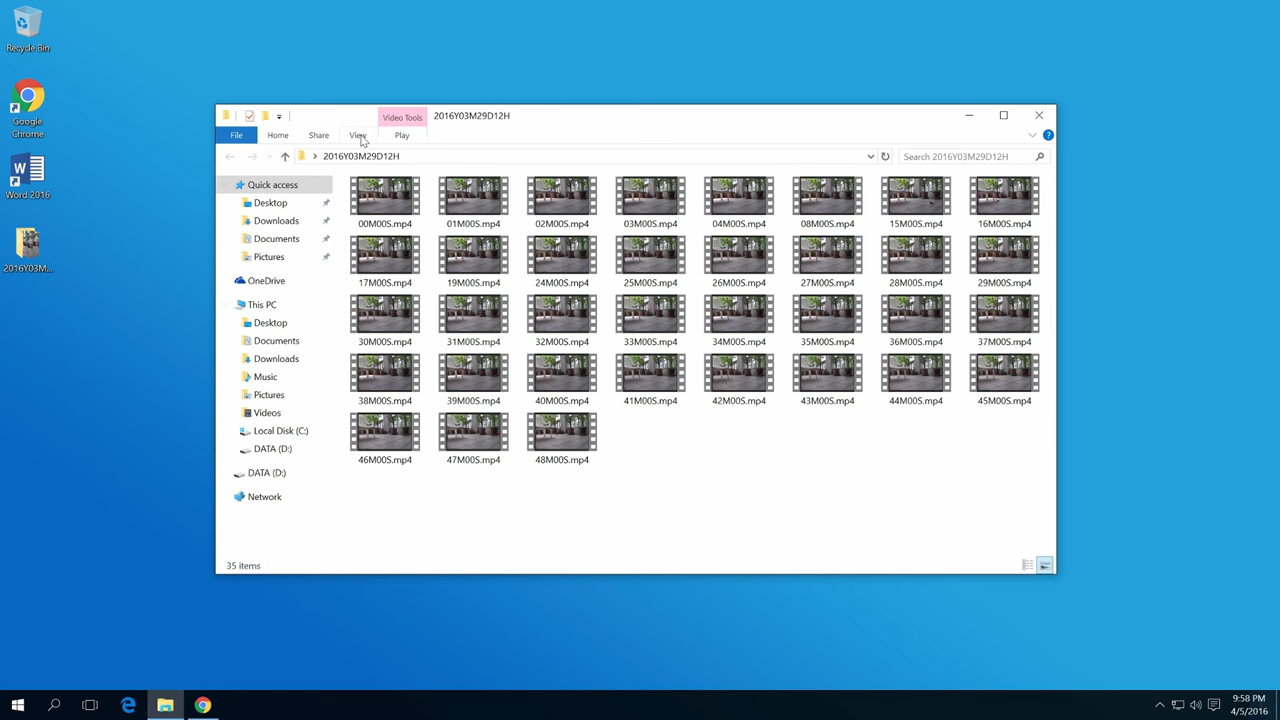 Recycle Bin
Google
Chrome
Word 2016
2016Y03M...
Video Tools
2016Y03M29D12H
File
Home
Share
View
Play
2016Y03M29D12H
Search 2016Y03M29D12H
Quick access
Desktop
Downloads
Documents
Pictures
OneDrive
This PC
Desktop
Documents
Downloads
Music
Pictures
Videos
Local Disk (C:)
DATA (D:)
DATA (D:)
Network
00M00S.mp4
01M00S.mp4
02M00S.mp4
03M00S.mp4
04M00S.mp4
08M00S.mp4
15M00S.mp4
16M00S.mp4
17M00S.mp4
19M00S.mp4
24M00S.mp4
25M00S.mp4
26M00S.mp4
27M00S.mp4
28M00S.mp4
29M00S.mp4
30M00S.mp4
31M00S.mp4
32M00S.mp4
33M00S.mp4
34M00S.mp4
35M00S.mp4
36M00S.mp4
37M00S.mp4
38M00S.mp4
39M00S.mp4
40M00S.mp4
41M00S.mp4
42M00S.mp4
43M00S.mp4
44M00S.mp4
45M00S.mp4
46M00S.mp4
47M00S.mp4
48M00S.mp4
35 items
9:58 PM
4/5/2016